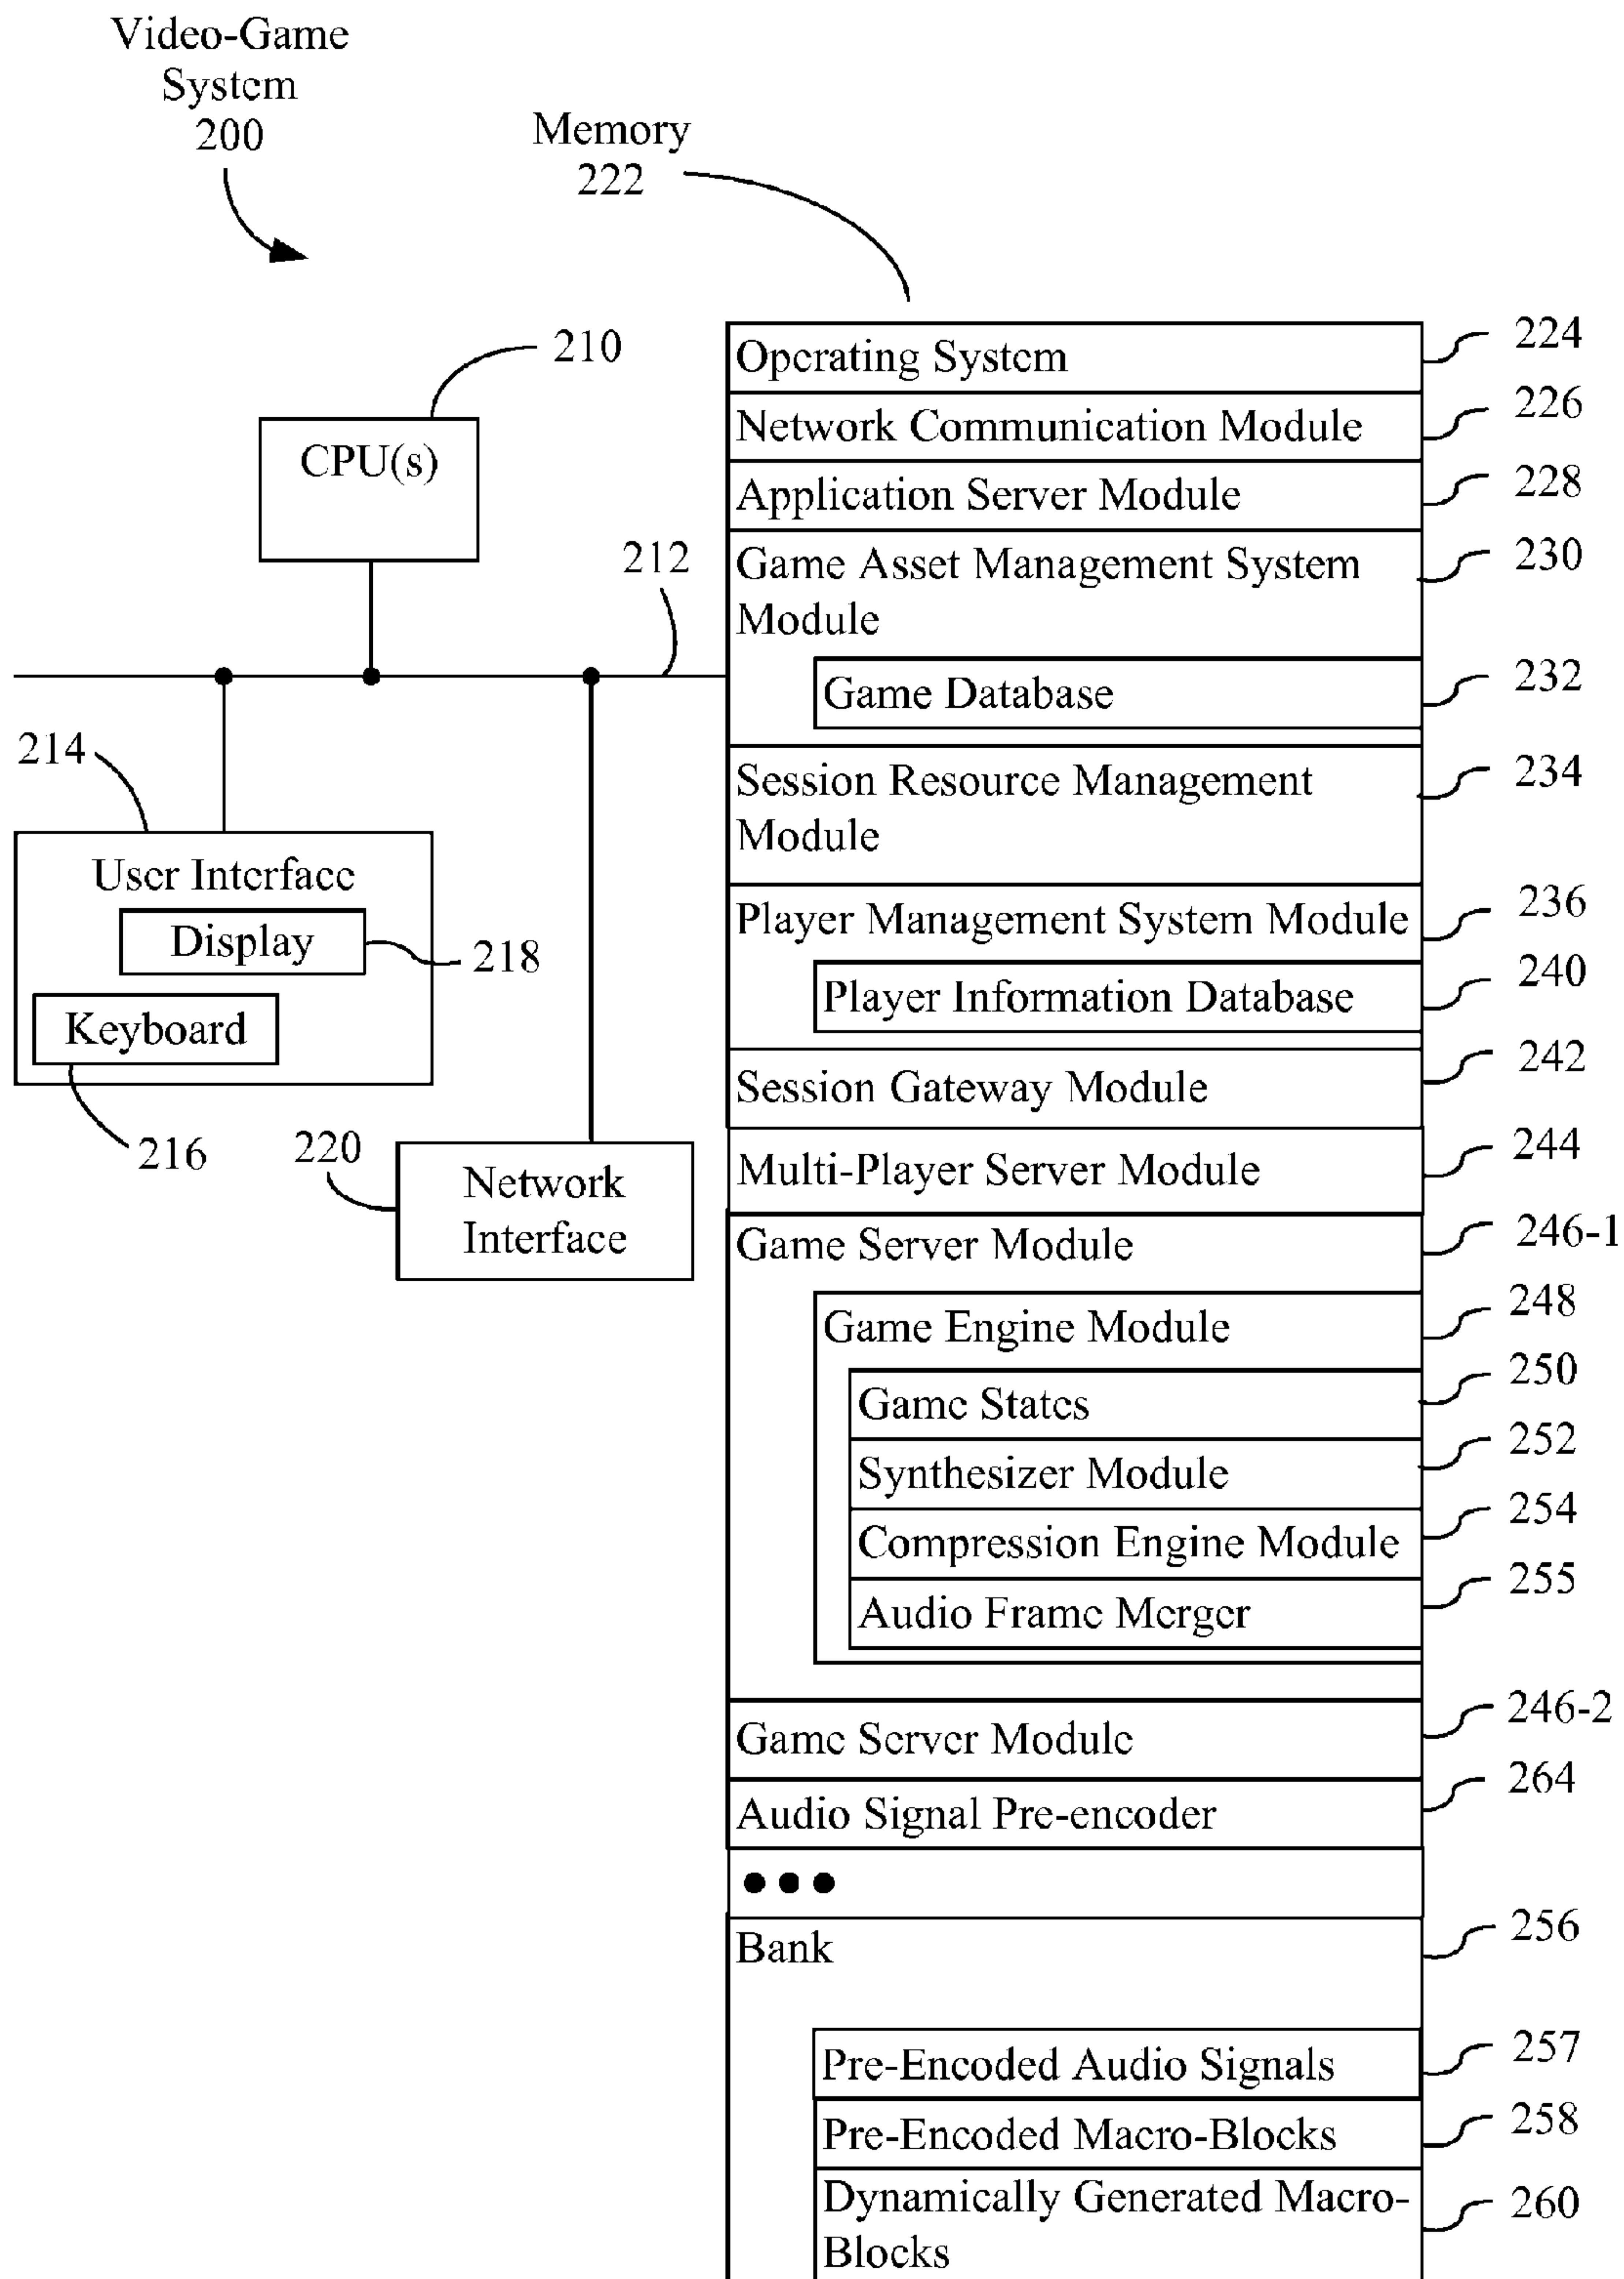 Video-Game
System
200
Memory
222
210
CPU(s)
212
214
User Interface
Display
218
Keyboard
216
220
Network
Interface
Operating System
224
Network Communication Module
226
Application Server Module
228
Game Asset Management System
Module
230
Game Database
232
Session Resource Management
Module
234
Player Management System Module
236
Player Information Database
240
Session Gateway Module
242
Multi-Player Server Module
244
Game Server Module
246-1
Game Engine Module
248
Game States
250
Synthesizer Module
252
Compression Engine Module
254
Audio Frame Merger
255
Game Server Module
246-2
Audio Signal Pre-encoder
264
Bank
256
Pre-Encoded Audio Signals
257
Pre-Encoded Macro-Blocks
258
Dynamically Generated Macro-
Blocks
260